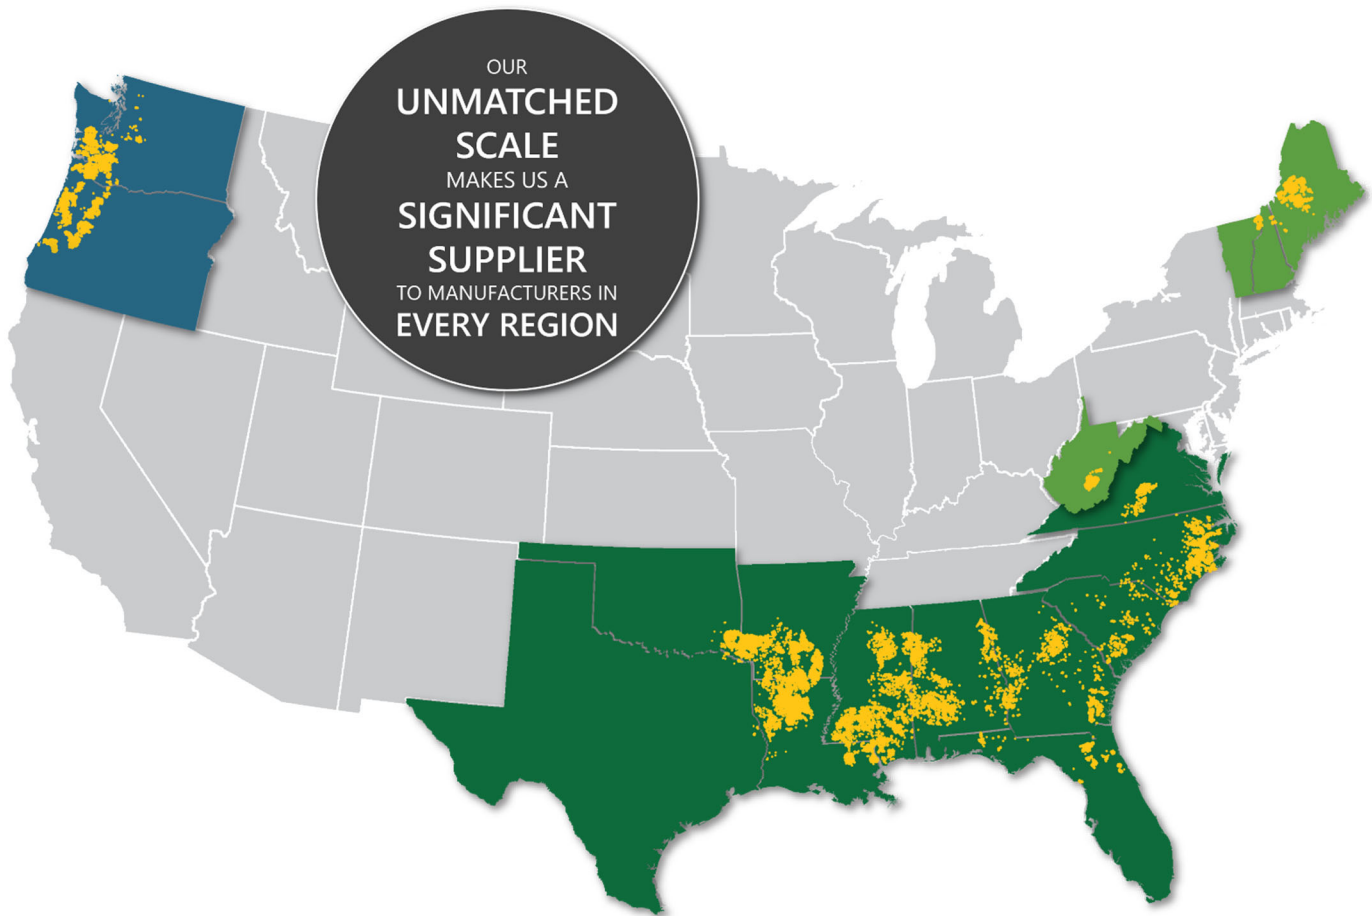 OUR
UNMATCHED
SCALE
MAKES US A
SIGNIFICANT
SUPPLIER
TO MANUFACTURERS IN
EVERY REGION